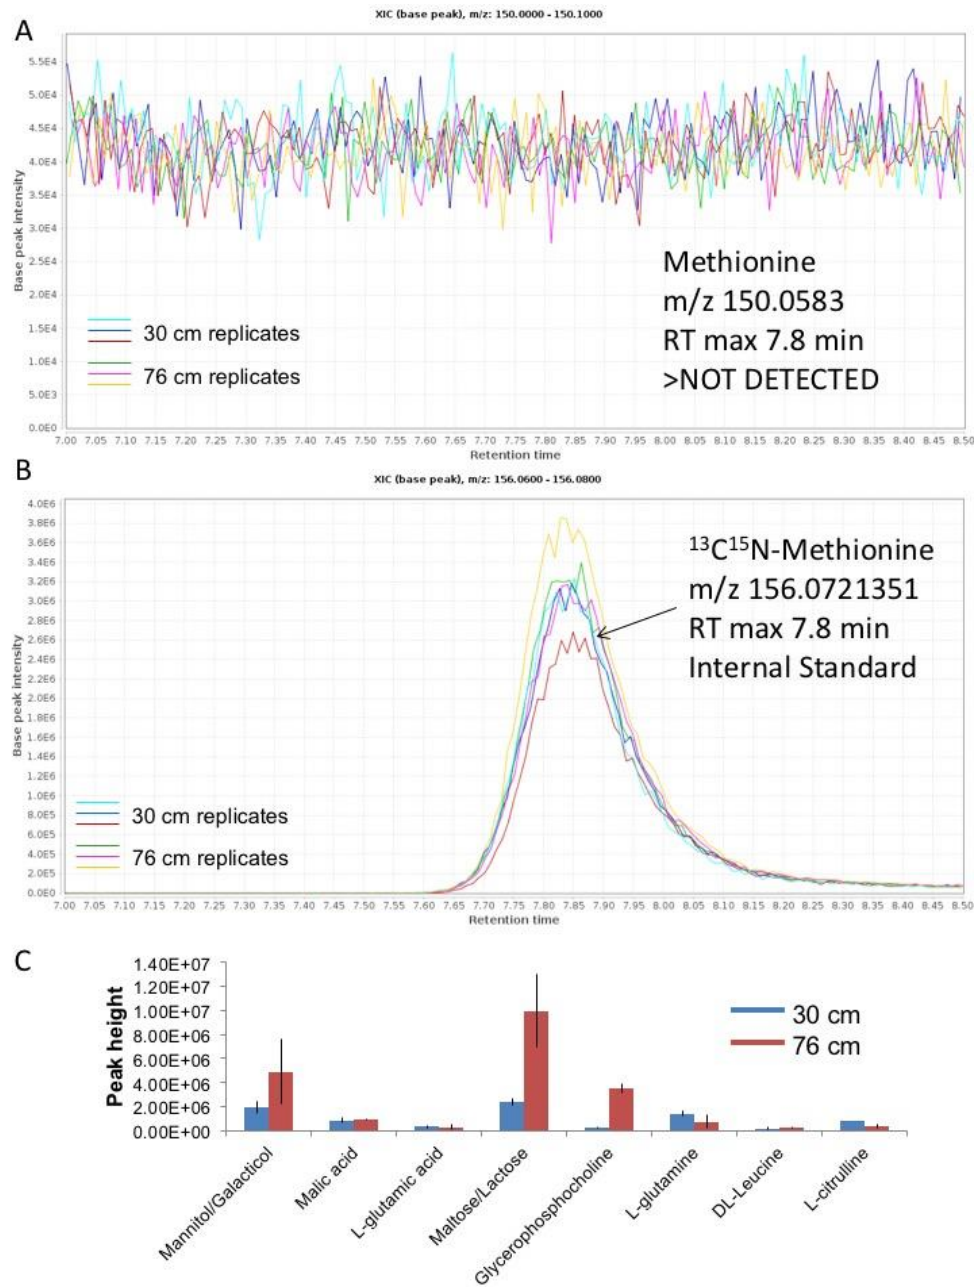 A
XIC (base peak), m/z: 150.0000 - 150.1000
Base peak intensity
5.5E4
5.0E4
4.5E4
4.0E4
3.5E4
3.0E4
2.5E4
2.0E4
1.5E4
1.0E4
5.0E3
0.0E0
Methionine
m/z 150.0583
RT max 7.8 min
>NOT DETECTED
30 cm replicates
76 cm replicates
7.00 7.05 7.10 7.15 7.20 7.25 7.30 7.35 7.40 7.45 7.50 7.55 7.60 7.65 7.70 7.75 7.80 7.85 7.90 7.95 8.00 8.05 8.10 8.15 8.20 8.25 8.30 8.35 8.40 8.45 8.50
Retention time
B
XIC (base peak), m/z: 156.0600 - 156.0800
Base peak intensity
4.0E6
3.8E6
3.6E6
3.4E6
3.2E6
3.0E6
2.8E6
2.6E6
2.4E6
2.2E6
2.0E6
1.8E6
1.6E6
1.4E6
1.2E6
1.0E6
8.0E5
6.0E5
4.0E5
2.0E5
0.0E0
¹³C¹⁵N-Methionine
m/z 156.0721351
RT max 7.8 min
Internal Standard
30 cm replicates
76 cm replicates
7.00 7.05 7.10 7.15 7.20 7.25 7.30 7.35 7.40 7.45 7.50 7.55 7.60 7.65 7.70 7.75 7.80 7.85 7.90 7.95 8.00 8.05 8.10 8.15 8.20 8.25 8.30 8.35 8.40 8.45 8.50
Retention time
C
Peak height
1.40E+07
1.20E+07
1.00E+07
8.00E+06
6.00E+06
4.00E+06
2.00E+06
0.00E+00
30 cm
76 cm
Mannitol/Galacticol
Malic acid
L-glutamic acid
Maltose/Lactose
Glycerophosphocholine
L-glutamine
DL-Leucine
L-citrulline